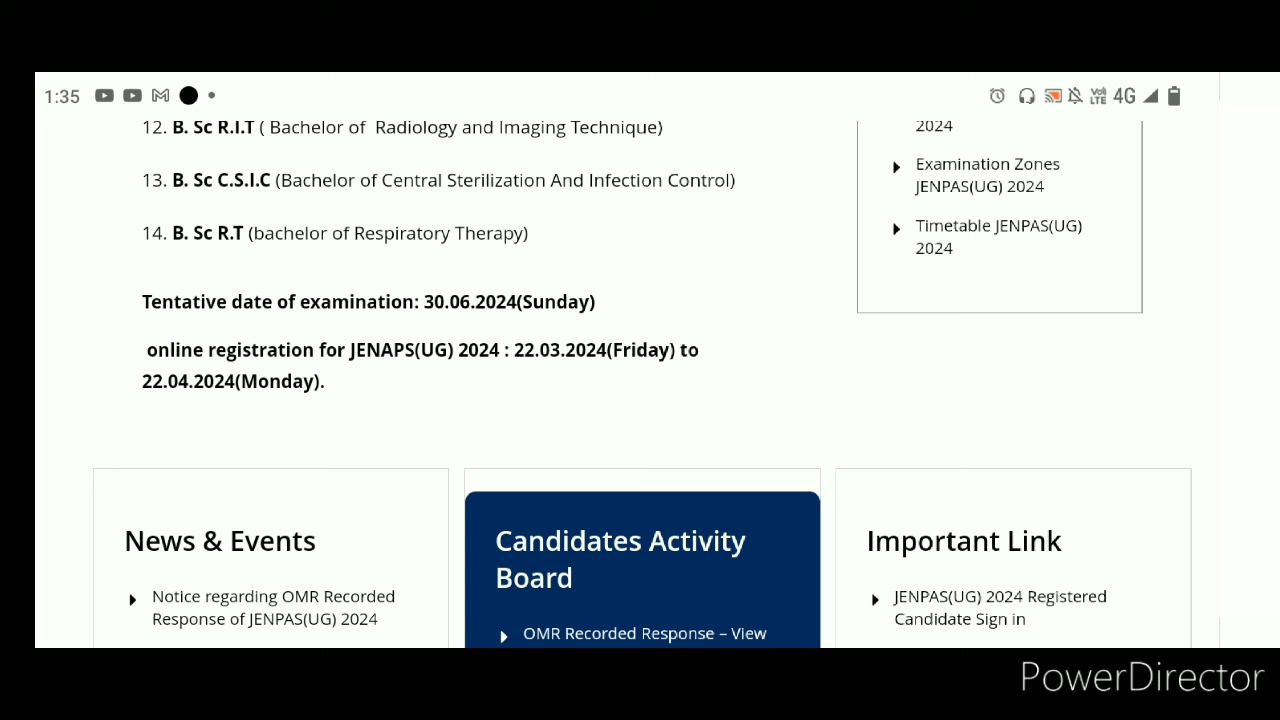 1:35
4G
12. B. Sc R.I.T ( Bachelor of  Radiology and Imaging Technique)
13. B. Sc C.S.I.C (Bachelor of Central Sterilization And Infection Control)
14. B. Sc R.T (bachelor of Respiratory Therapy)
Tentative date of examination: 30.06.2024(Sunday)
online registration for JENAPS(UG) 2024 : 22.03.2024(Friday) to
22.04.2024(Monday).
2024
Examination Zones
JENPAS(UG) 2024
Timetable JENPAS(UG)
2024
News & Events
Notice regarding OMR Recorded
Response of JENPAS(UG) 2024
Candidates Activity
Board
OMR Recorded Response – View
Important Link
JENPAS(UG) 2024 Registered
Candidate Sign in
PowerDirector